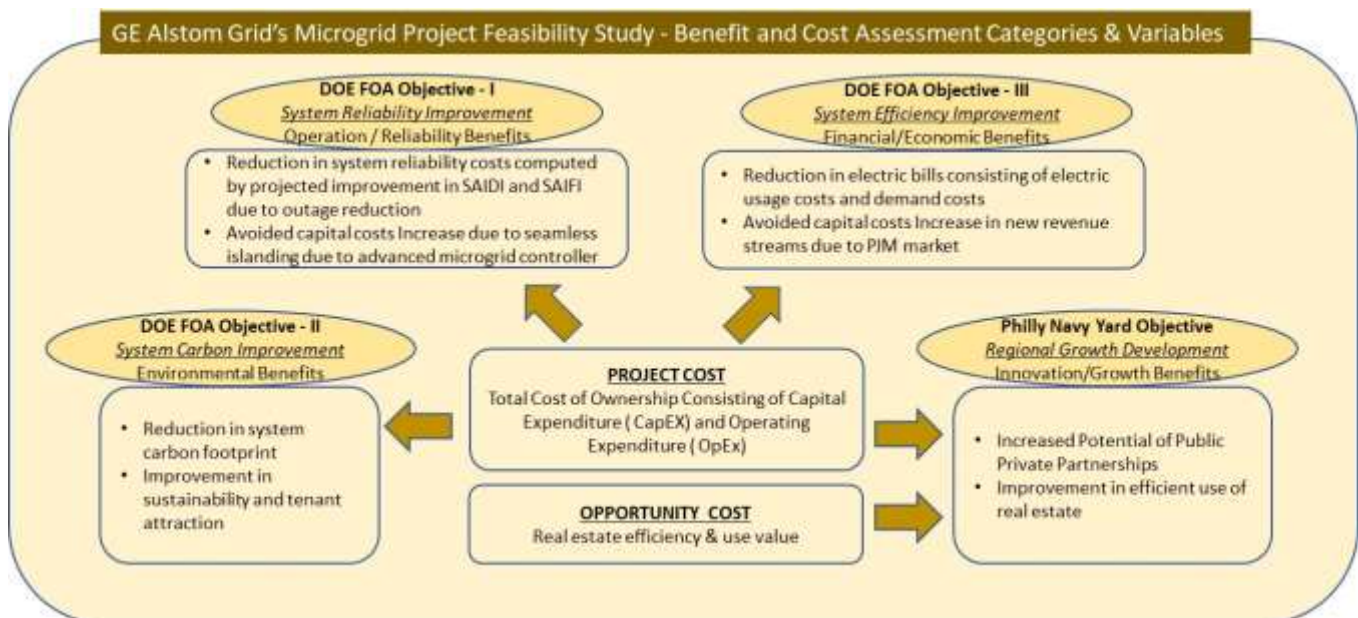 GE Alstom Grid's Microgrid Project Feasibility Study - Benefit and Cost Assessment Categories & Variables
DOE FOA Objective - I
System Reliability Improvement
Operation / Reliability Benefits
• Reduction in system reliability costs computed
by projected improvement in SAIDI and SAIFI
due to outage reduction
• Avoided capital costs Increase due to seamless
islanding due to advanced microgrid controller
DOE FOA Objective - III
System Efficiency Improvement
Financial/Economic Benefits
• Reduction in electric bills consisting of electric
usage costs and demand costs
• Avoided capital costs Increase in new revenue
streams due to PJM market
DOE FOA Objective - II
System Carbon Improvement
Environmental Benefits
• Reduction in system
carbon footprint
• Improvement in
sustainability and tenant
attraction
PROJECT COST
Total Cost of Ownership Consisting of Capital
Expenditure ( CapEX) and Operating
Expenditure ( OpEx)
OPPORTUNITY COST
Real estate efficiency & use value
Philly Navy Yard Objective
Regional Growth Development
Innovation/Growth Benefits
• Increased Potential of Public
Private Partnerships
• Improvement in efficient use of
real estate